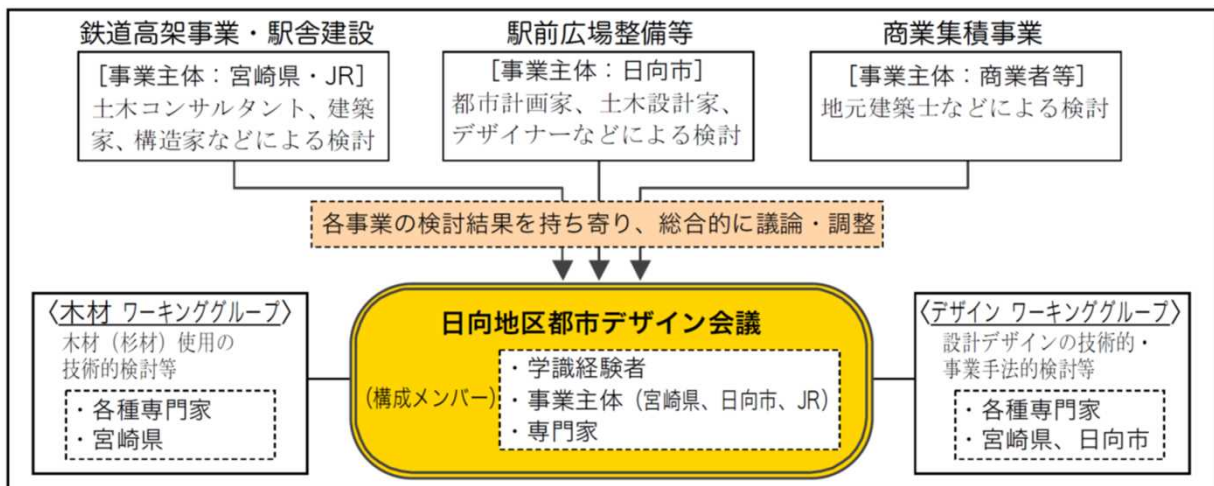 鉄道高架事業・駅舎建設
[事業主体：宮崎県・JR]
土木コンサルタント、建築
家、構造家などによる検討
駅前広場整備等
[事業主体：日向市]
都市計画家、土木設計家、
デザイナーなどによる検討
商業集積事業
[事業主体：商業者等]
地元建築士などによる検討
各事業の検討結果を持ち寄り、総合的に議論・調整
〈木材 ワーキンググループ〉
木材（杉材）使用の
技術的検討等
・各種専門家
・宮崎県
日向地区都市デザイン会議
(構成メンバー)
・学識経験者
・事業主体（宮崎県、日向市、JR）
・専門家
〈デザイン ワーキンググループ〉
設計デザインの技術的・
事業手法的検討等
・各種専門家
・宮崎県、日向市